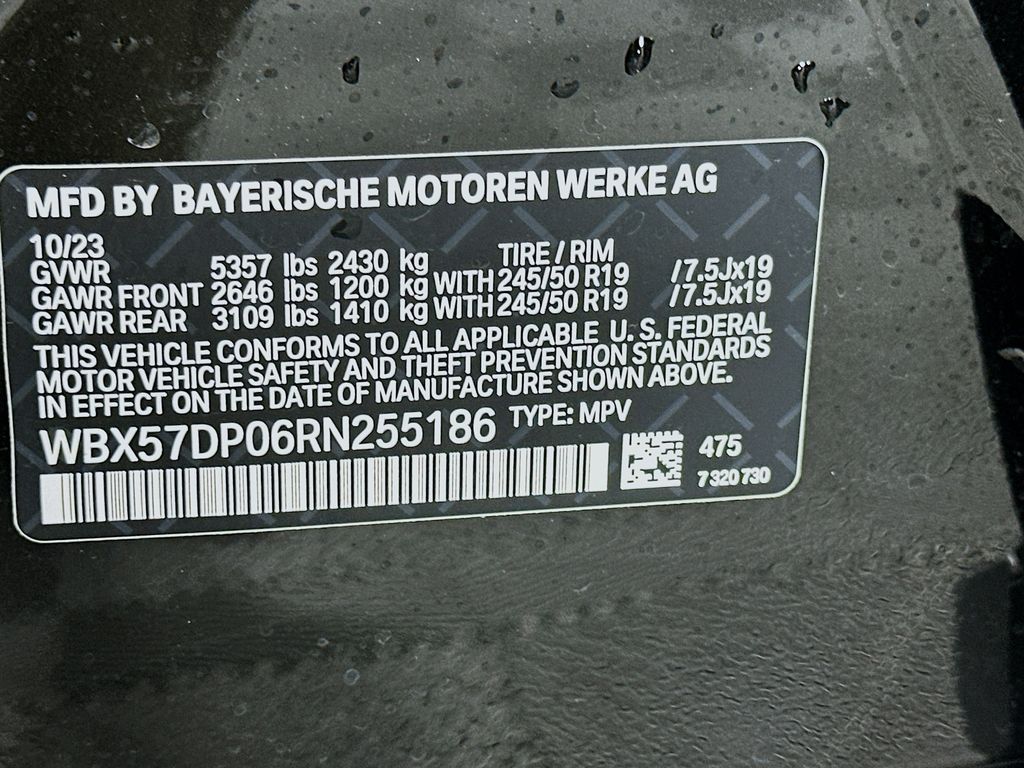 MFD BY BAYERISCHE MOTOREN WERKE AG
10/23 TIRE / RIM
GVWR 5357 lbs 2430 kg
GAWR FRONT 2646 lbs 1200 kg WITH 245/50 R19 /7.5Jx19
GAWR REAR 3109 lbs 1410 kg WITH 245/50 R19 /7.5Jx19
THIS VEHICLE CONFORMS TO ALL APPLICABLE U. S. FEDERAL
MOTOR VEHICLE SAFETY AND THEFT PREVENTION STANDARDS
IN EFFECT ON THE DATE OF MANUFACTURE SHOWN ABOVE.
WBX57DP06RN255186 TYPE: MPV
475
7 320 730